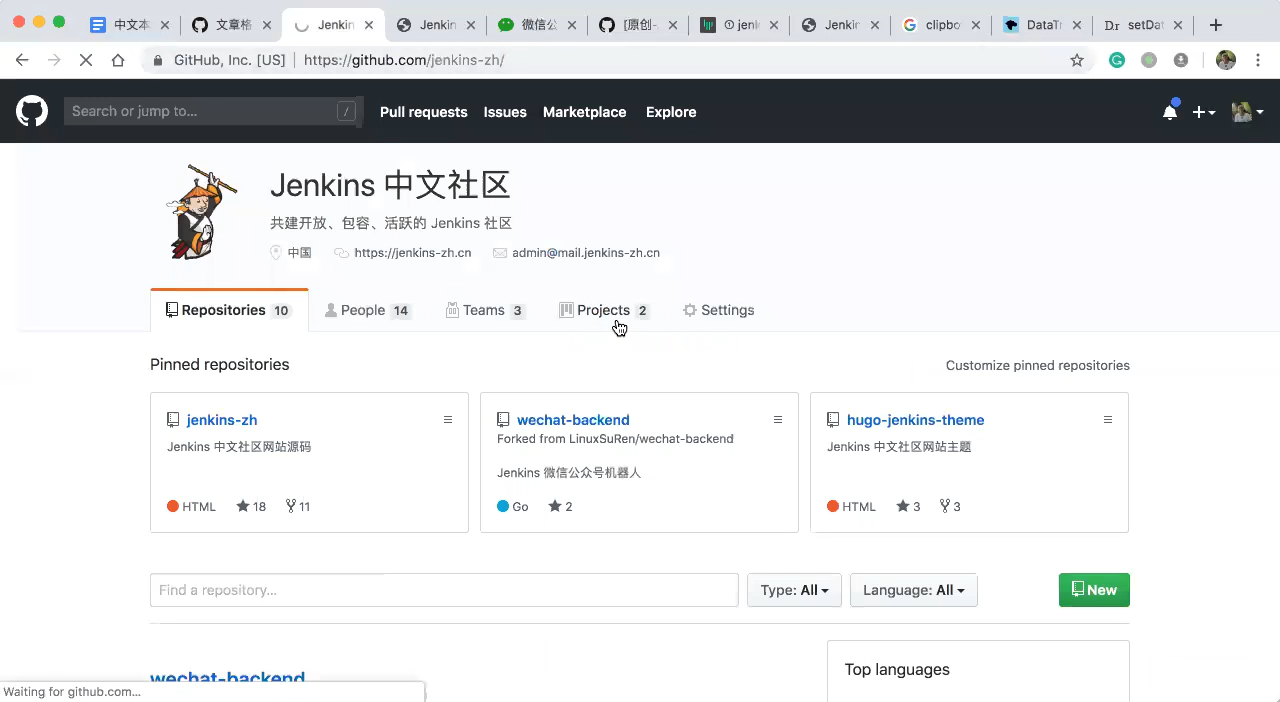 中文本 文章格 Jenkin Jenkin 微信公 [原创- jenk Jenkin clipbo DataTr Dr setDat
GitHub, Inc. [US] https://github.com/jenkins-zh/
Search or jump to... / Pull requests Issues Marketplace Explore
Jenkins 中文社区
共建开放、包容、活跃的 Jenkins 社区
中国 https://jenkins-zh.cn admin@mail.jenkins-zh.cn
Repositories 10 People 14 Teams 3 Projects 2 Settings
Pinned repositories Customize pinned repositories
jenkins-zh
Jenkins 中文社区网站源码
HTML 18 11
wechat-backend
Forked from LinuxSuRen/wechat-backend
Jenkins 微信公众号机器人
Go 2
hugo-jenkins-theme
Jenkins 中文社区网站主题
HTML 3 3
Find a repository... Type: All Language: All New
wechat-backend
Top languages
Waiting for github.com...